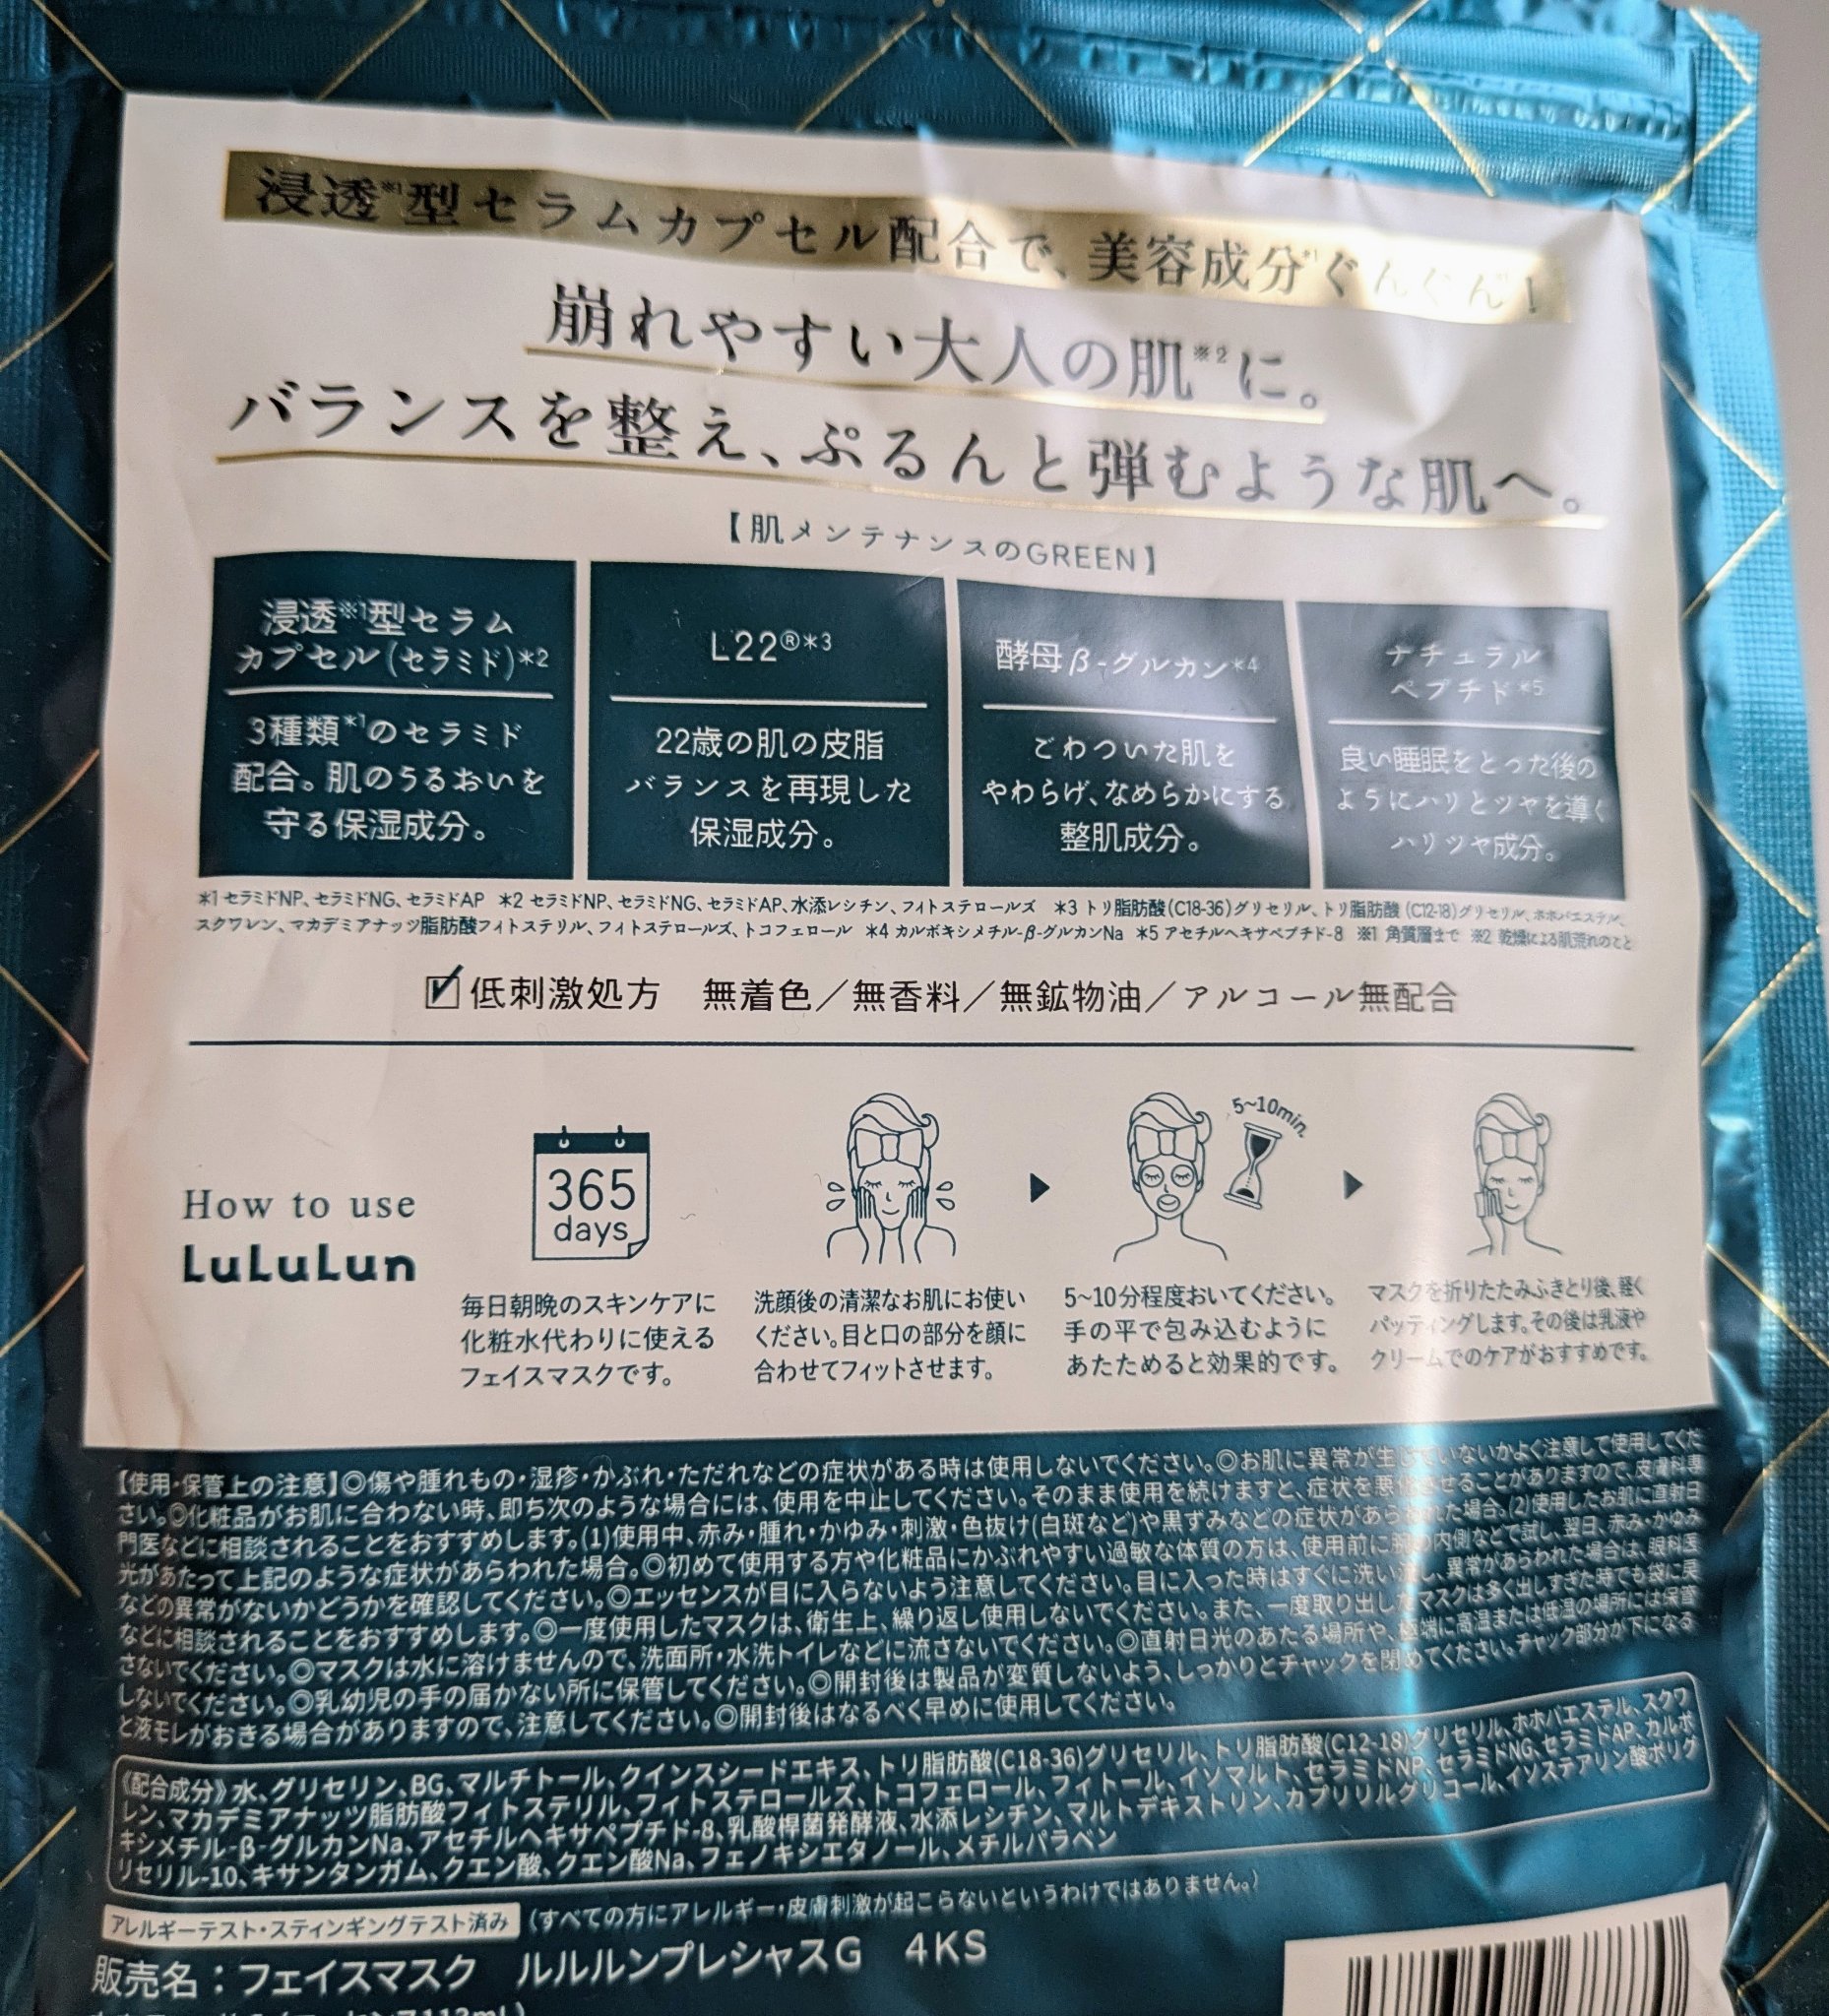 浸透※1型セラムカプセル配合で、美容成分*1ぐんぐん!
崩れやすい大人の肌※2に。
バランスを整え、ぷるんと弾むような肌へ。
【肌メンテナンスのGREEN】
浸透※1型セラム
カプセル(セラミド)*2
3種類*1のセラミド
配合。肌のうるおいを
守る保湿成分。
L22®*3
22歳の肌の皮脂
バランスを再現した
保湿成分。
酵母β-グルカン*4
ごわついた肌を
やわらげ、なめらかにする
整肌成分。
ナチュラル
ペプチド*5
良い睡眠をとった後の
ようにハリとツヤを導く
ハリツヤ成分。
*1 セラミドNP、セラミドNG、セラミドAP *2 セラミドNP、セラミドNG、セラミドAP、水添レシチン、フィトステロールズ *3 トリ脂肪酸(C18-36)グリセリル、トリ脂肪酸(C12-18)グリセリル、ホホバエステル、
スクワレン、マカデミアナッツ脂肪酸フィトステリル、フィトステロールズ、トコフェロール *4 カルボキシメチル-β-グルカンNa *5 アセチルヘキサペプチド-8 ※1 角質層まで ※2 乾燥による肌荒れのこと
低刺激処方 無着色/無香料/無鉱物油/アルコール無配合
How to use
LuLuLun
365
days
毎日朝晩のスキンケアに
化粧水代わりに使える
フェイスマスクです。
洗顔後の清潔なお肌にお使い
ください。目と口の部分を顔に
合わせてフィットさせます。
5~10min.
5~10分程度おいてください。
手の平で包み込むように
あたためると効果的です。
マスクを折りたたみふきとり後、軽く
パッティングします。その後は乳液や
クリームでのケアがおすすめです。
【使用・保管上の注意】◎傷や腫れもの・湿疹・かぶれ・ただれなどの症状がある時は使用しないでください。◎お肌に異常が生じていないかよく注意して使用してくだ
さい。◎化粧品がお肌に合わない時、即ち次のような場合には、使用を中止してください。そのまま使用を続けますと、症状を悪化させることがありますので、皮膚科専
門医などに相談されることをおすすめします。(1)使用中、赤み・腫れ・かゆみ・刺激・色抜け(白斑など)や黒ずみなどの症状があらわれた場合。(2)使用したお肌に直射日
光があたって上記のような症状があらわれた場合。◎初めて使用する方や化粧品にかぶれやすい過敏な体質の方は、使用前に腕の内側などで試し、翌日、赤み・かゆみ
などの異常がないかどうかを確認してください。◎エッセンスが目に入らないよう注意してください。目に入った時はすぐに洗い流し、異常があらわれた場合は、眼科医
などに相談されることをおすすめします。◎一度使用したマスクは、衛生上、繰り返し使用しないでください。また、一度取り出したマスクは多く出しすぎた時でも袋に戻
さないでください。◎マスクは水に溶けませんので、洗面所・水洗トイレなどに流さないでください。◎直射日光のあたる場所や、極端に高温または低温の場所には保管
しないでください。◎乳幼児の手の届かない所に保管してください。◎開封後は製品が変質しないよう、しっかりとチャックを閉めてください。チャック部分が下になる
と液モレがおきる場合がありますので、注意してください。◎開封後はなるべく早めに使用してください。
《配合成分》水、グリセリン、BG、マルチトール、クインスシードエキス、トリ脂肪酸(C18-36)グリセリル、トリ脂肪酸(C12-18)グリセリル、ホホバエステル、スクワ
レン、マカデミアナッツ脂肪酸フィトステリル、フィトステロールズ、トコフェロール、フィトール、イソマルト、セラミドNP、セラミドNG、セラミドAP、カルボ
キシメチル-β-グルカンNa、アセチルヘキサペプチド-8、乳酸桿菌発酵液、水添レシチン、マルトデキストリン、カプリリルグリコール、イソステアリン酸ポリグ
リセリル-10、キサンタンガム、クエン酸、クエン酸Na、フェノキシエタノール、メチルパラベン
アレルギーテスト・スティンギングテスト済み (すべての方にアレルギー・皮膚刺激が起こらないというわけではありません。)
販売名:フェイスマスク ルルルンプレシャスG 4KS